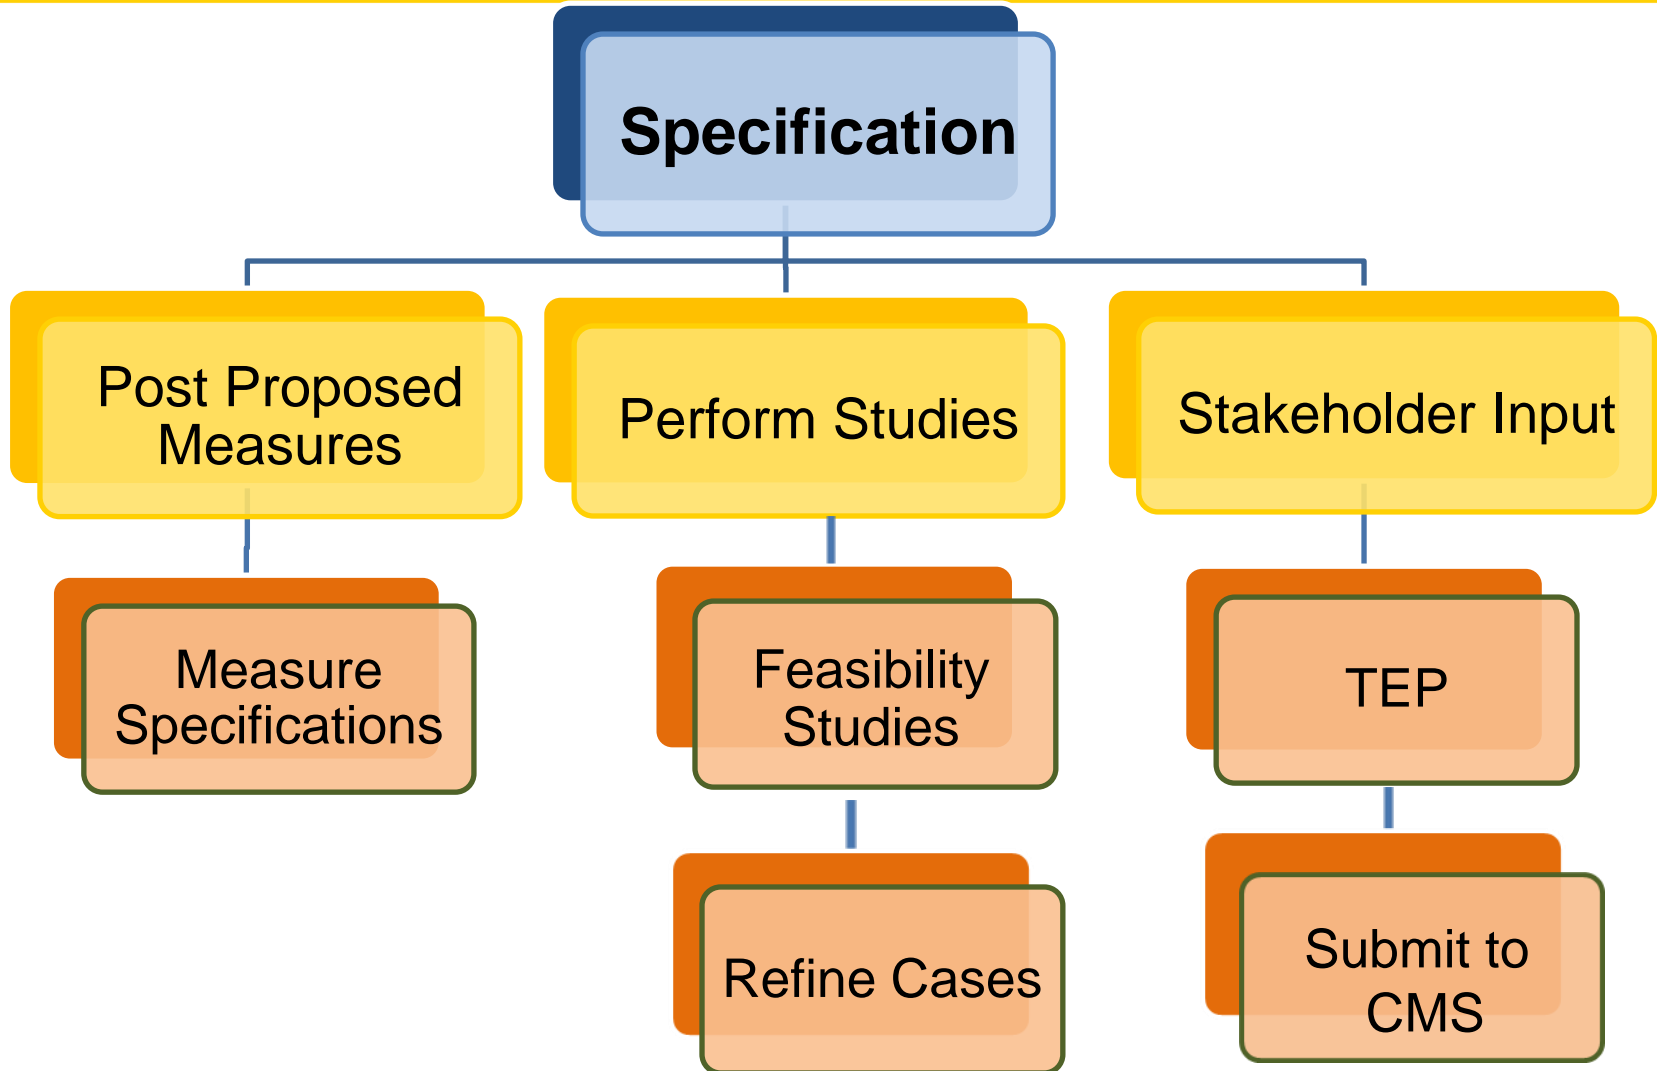 Specification
Post Proposed
Measures
Perform Studies
Stakeholder Input
Measure
Specifications
Feasibility
Studies
TEP
Refine Cases
Submit to
CMS